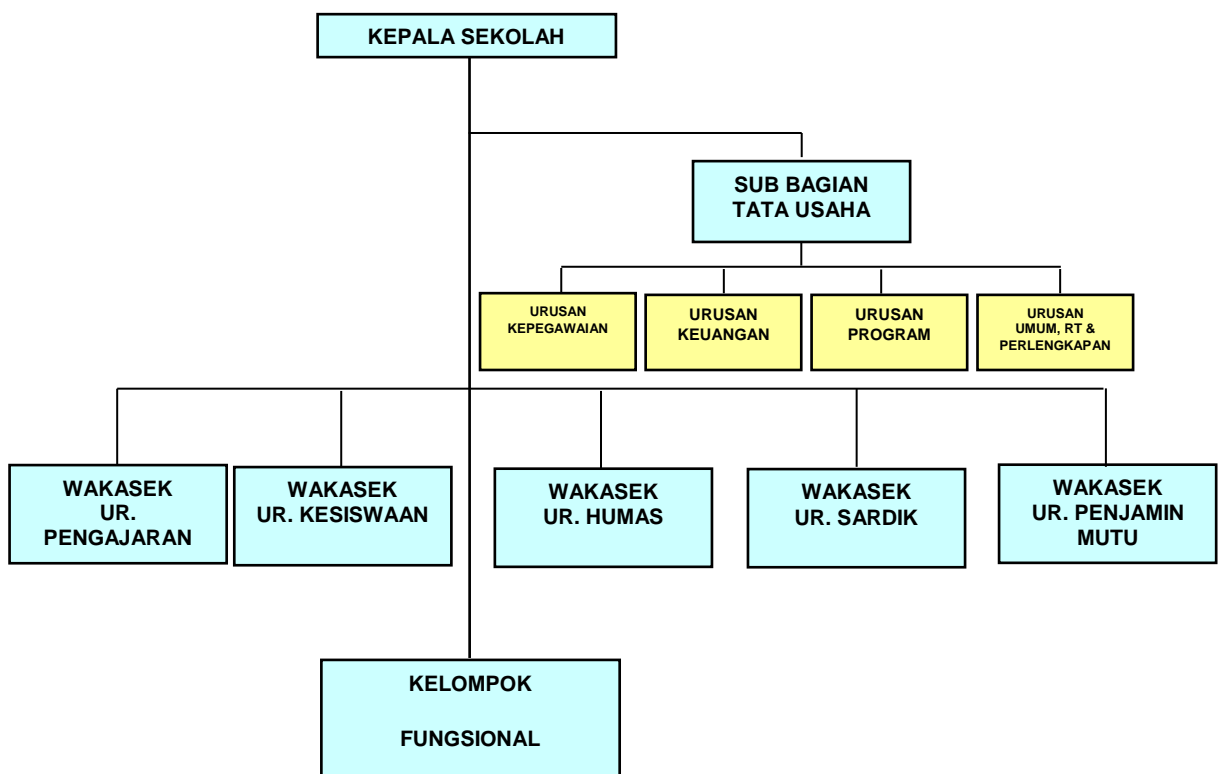 KEPALA SEKOLAH
SUB BAGIAN
TATA USAHA
URUSAN
KEPEGAWAIAN
URUSAN
KEUANGAN
URUSAN
PROGRAM
URUSAN
UMUM, RT &
PERLENGKAPAN
WAKASEK
UR.
PENGAJARAN
WAKASEK
UR. KESISWAAN
WAKASEK
UR. HUMAS
WAKASEK
UR. SARDIK
WAKASEK
UR. PENJAMIN
MUTU
KELOMPOK
FUNGSIONAL